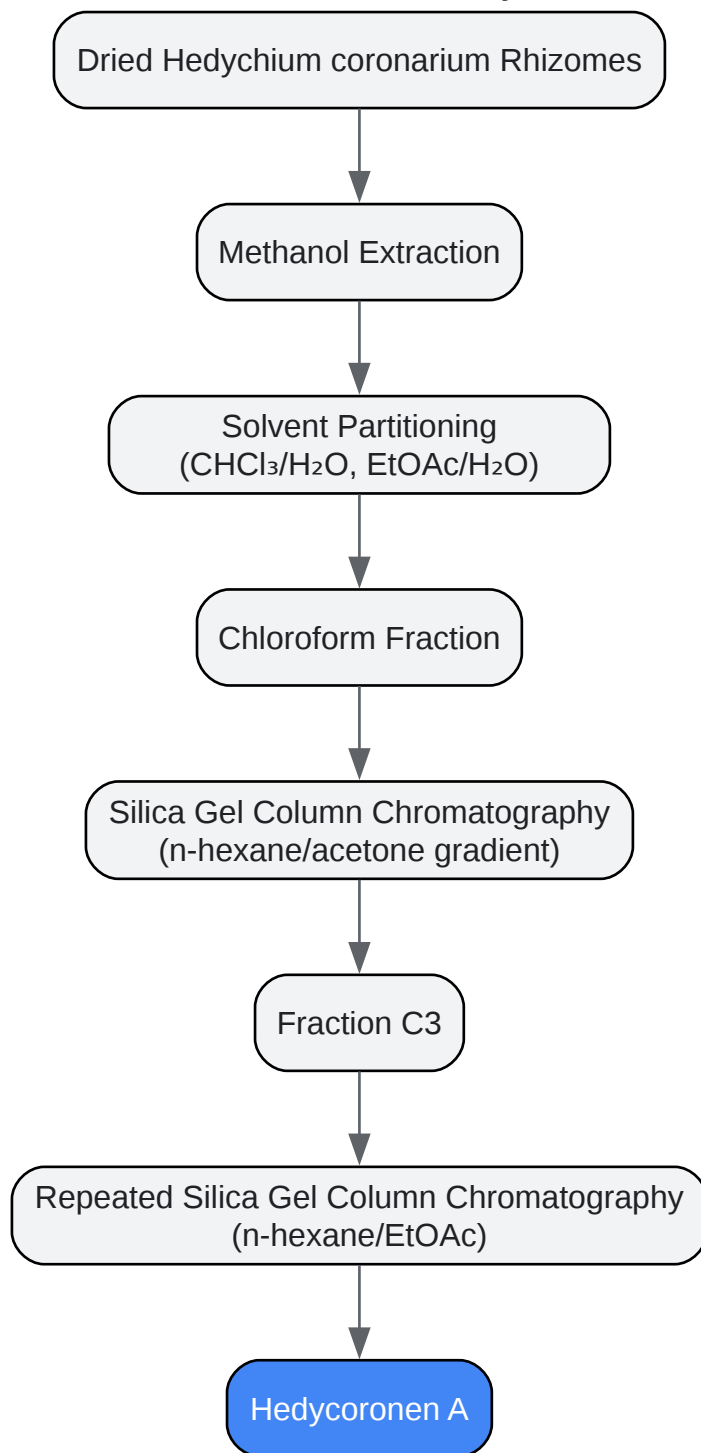 Dried Hedychium coronarium Rhizomes
Methanol Extraction
Solvent Partitioning
(CHCl₃/H₂O, EtOAc/H₂O)
Chloroform Fraction
Silica Gel Column Chromatography
(n-hexane/acetone gradient)
Fraction C3
Repeated Silica Gel Column Chromatography
(n-hexane/EtOAc)
Hedycoronen A